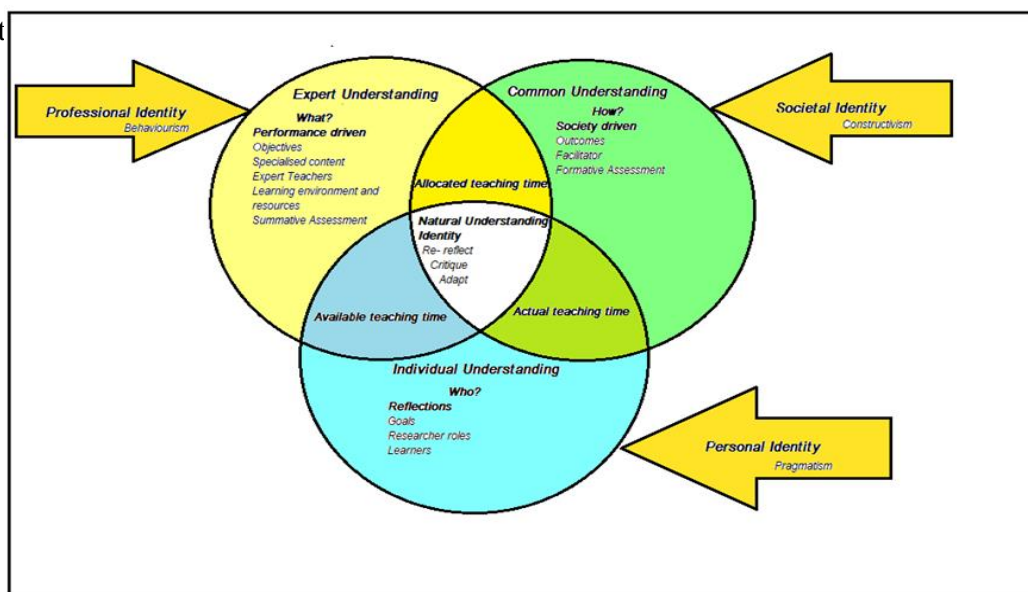 t
Professional Identity
Behaviourism
Expert Understanding
What?
Performance driven
Objectives
Specialised content
Expert Teachers
Learning environment and
resources
Summative Assessment
Common Understanding
How?
Society driven
Outcomes
Facilitator
Formative Assessment
Societal Identity
Constructivism
Allocated teaching time
Natural Understanding
Identity
Re- reflect
Critique
Adapt
Available teaching time
Actual teaching time
Individual Understanding
Who?
Reflections
Goals
Researcher roles
Learners
Personal Identity
Pragmatism